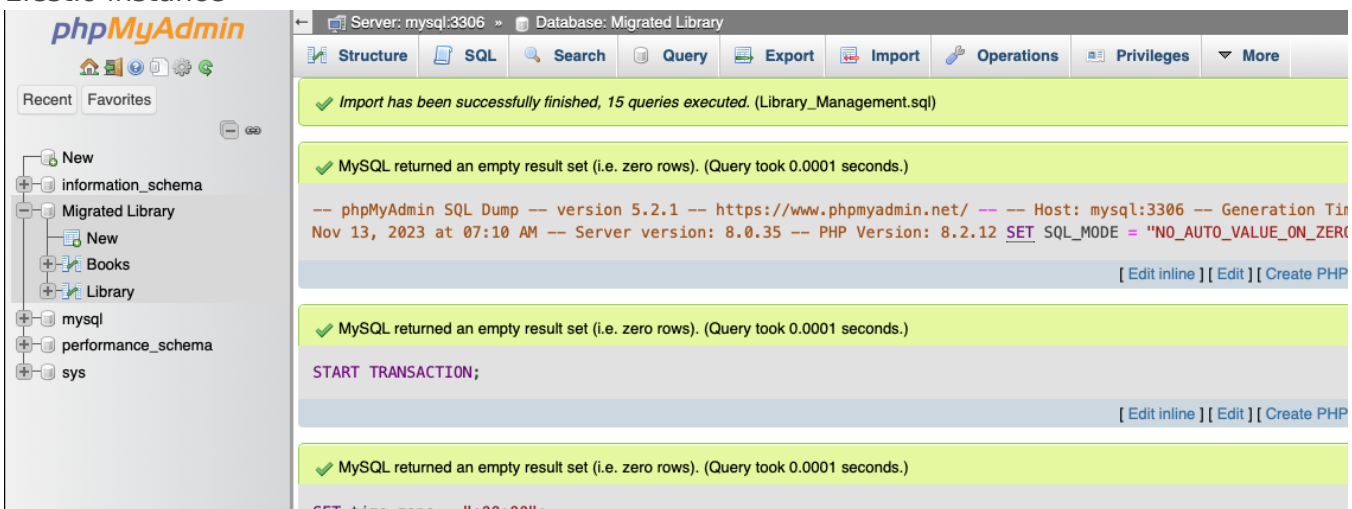 phpMyAdmin
Recent Favorites
New
information_schema
Migrated Library
New
Books
Library
mysql
performance_schema
sys
Server: mysql:3306 » Database: Migrated Library
Structure SQL Search Query Export Import Operations Privileges More
Import has been successfully finished, 15 queries executed. (Library_Management.sql)
MySQL returned an empty result set (i.e. zero rows). (Query took 0.0001 seconds.)
-- phpMyAdmin SQL Dump -- version 5.2.1 -- https://www.phpmyadmin.net/ -- -- Host: mysql:3306 -- Generation Tim
Nov 13, 2023 at 07:10 AM -- Server version: 8.0.35 -- PHP Version: 8.2.12 SET SQL_MODE = "NO_AUTO_VALUE_ON_ZERO
[ Edit inline ] [ Edit ] [ Create PHP
MySQL returned an empty result set (i.e. zero rows). (Query took 0.0001 seconds.)
START TRANSACTION;
[ Edit inline ] [ Edit ] [ Create PHP
MySQL returned an empty result set (i.e. zero rows). (Query took 0.0001 seconds.)